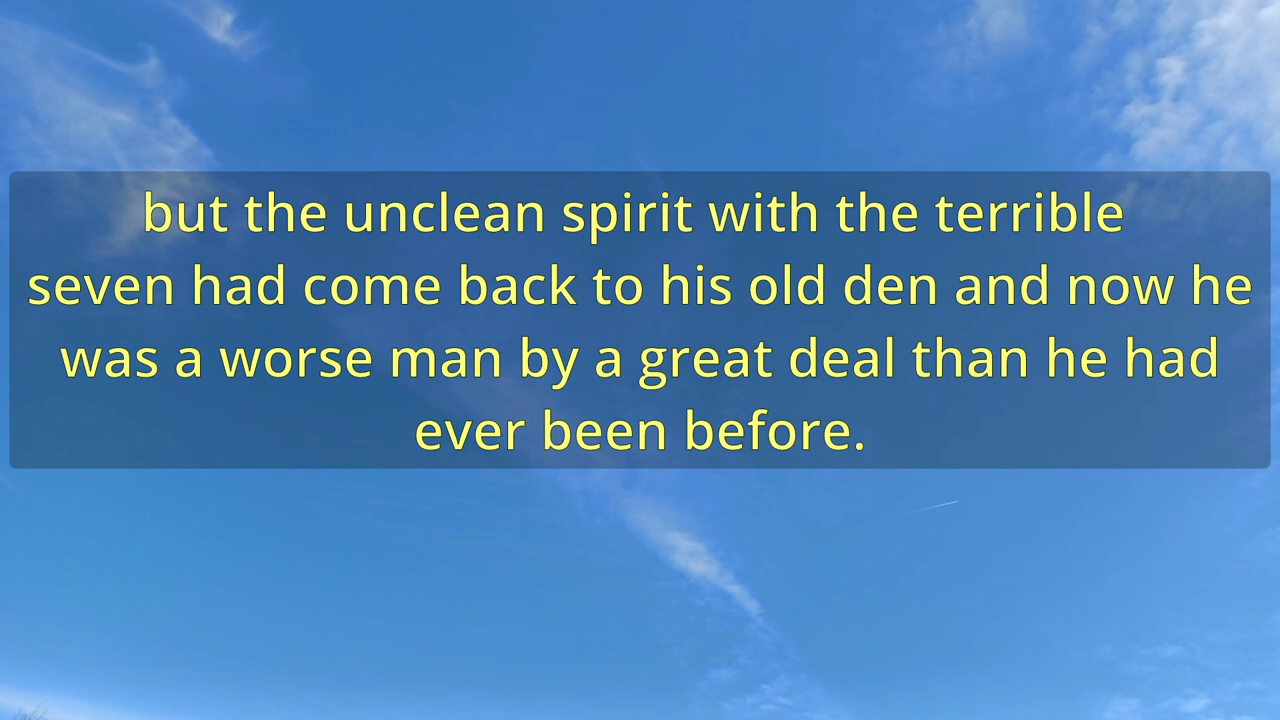 but the unclean spirit with the terrible
seven had come back to his old den and now he
was a worse man by a great deal than he had
ever been before.